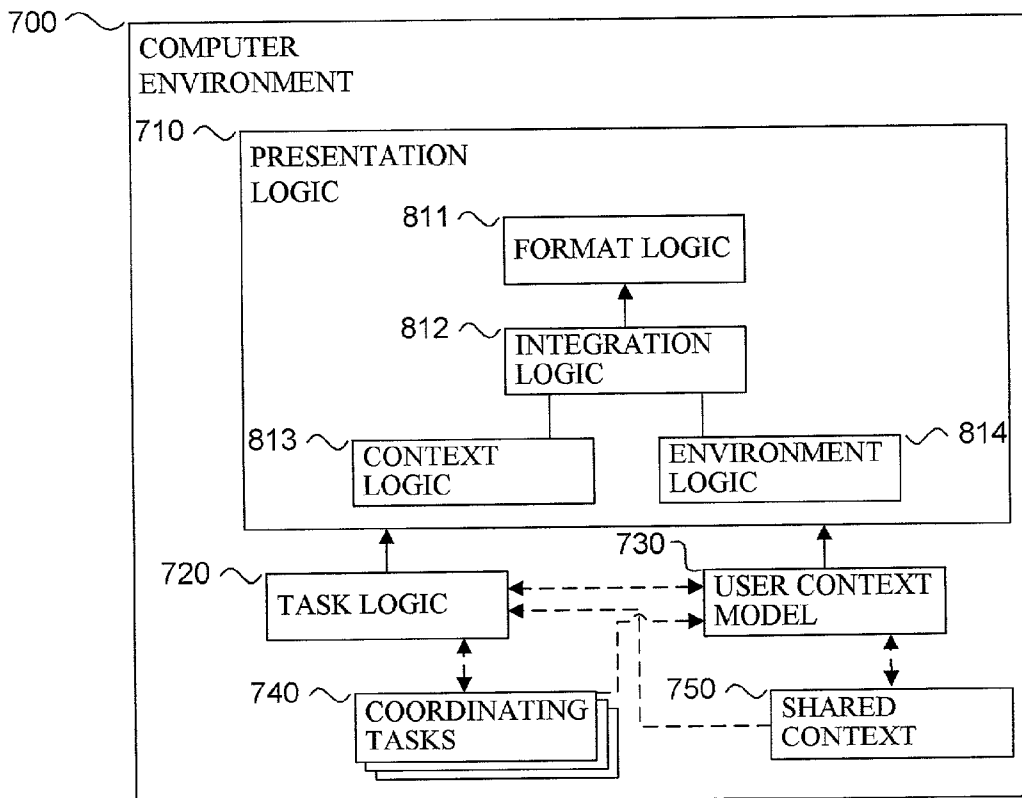 700
COMPUTER
ENVIRONMENT
710
PRESENTATION
LOGIC
811
FORMAT LOGIC
812
INTEGRATION
LOGIC
813
CONTEXT
LOGIC
814
ENVIRONMENT
LOGIC
720
TASK LOGIC
730
USER CONTEXT
MODEL
740
COORDINATING
TASKS
750
SHARED
CONTEXT